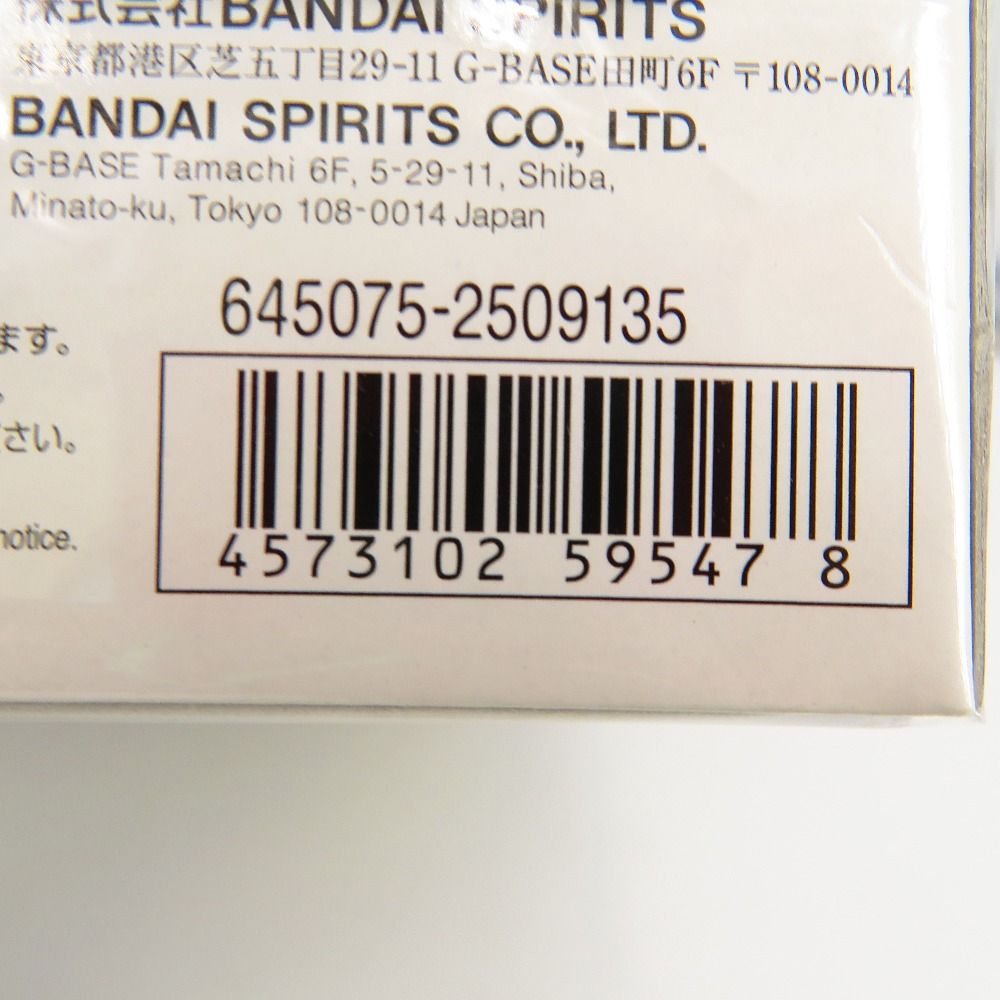 株式会社BANDAI SPIRITS
東京都港区芝五丁目29-11 G-BASE田町6F 〒108-0014
BANDAI SPIRITS CO., LTD.
G-BASE Tamachi 6F, 5-29-11, Shiba,
Minato-ku, Tokyo 108-0014 Japan
645075-2509135
ます。
さい。
notice.
4573102 59547 8